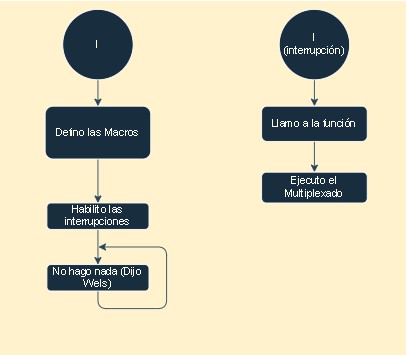 I
Defino las Macros
Habilito las
interrupciones
No hago nada (Dijo
Wels)
I
(interrupción)
Llamo a la función
Ejecuto el
Multiplexado